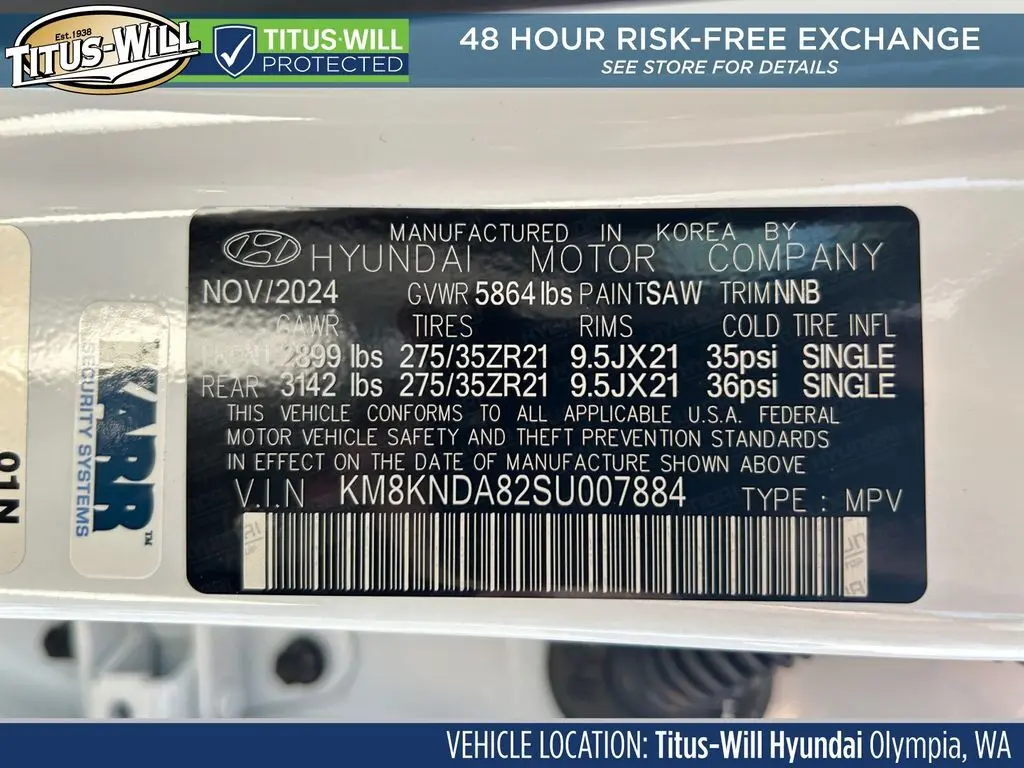 Est.1938
TITUS-WILL
TITUS-WILL
PROTECTED
48 HOUR RISK-FREE EXCHANGE
SEE STORE FOR DETAILS
MANUFACTURED IN KOREA BY
HYUNDAI MOTOR COMPANY
NOV/2024 GVWR 5864 lbs PAINT SAW TRIM NNB
GAWR TIRES RIMS COLD TIRE INFL
FRONT 2899 lbs 275/35ZR21 9.5JX21 35psi SINGLE
REAR 3142 lbs 275/35ZR21 9.5JX21 36psi SINGLE
THIS VEHICLE CONFORMS TO ALL APPLICABLE U.S.A. FEDERAL
MOTOR VEHICLE SAFETY AND THEFT PREVENTION STANDARDS
IN EFFECT ON THE DATE OF MANUFACTURE SHOWN ABOVE
V.I.N KM8KNDA82SU007884 TYPE : MPV
KARR™
SECURITY SYSTEMS
01N
VEHICLE LOCATION: Titus-Will Hyundai Olympia, WA